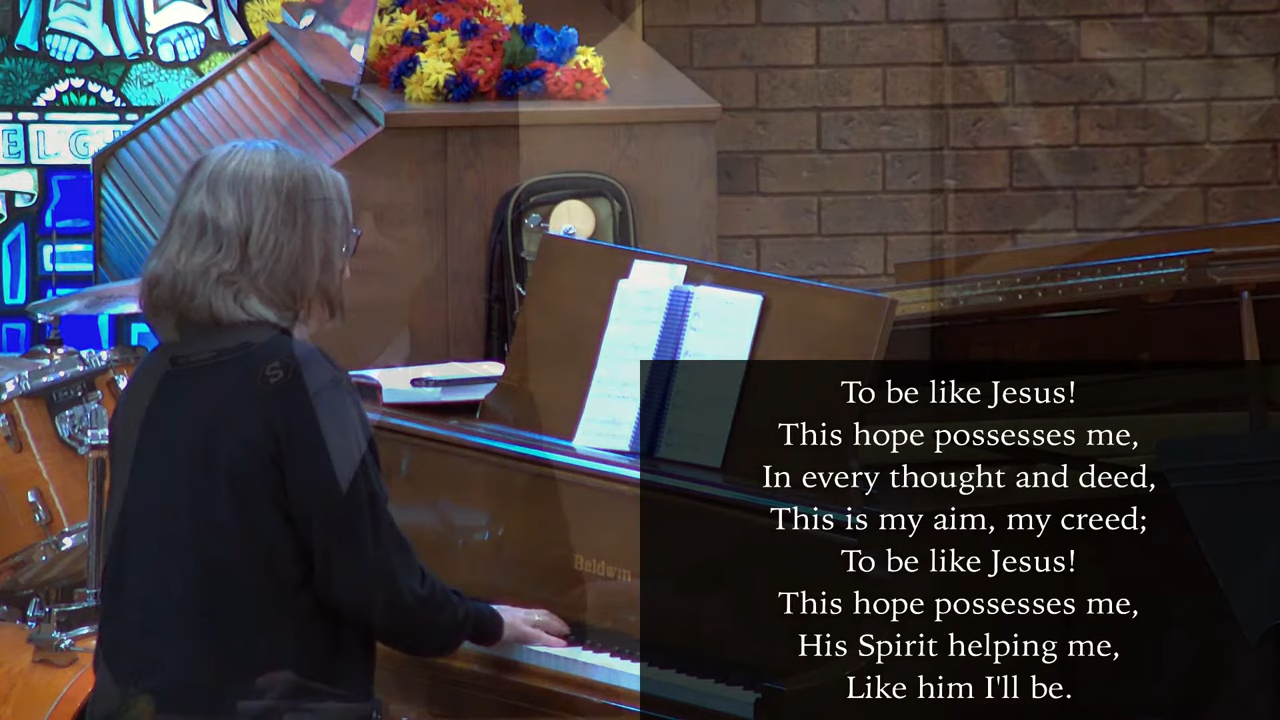 E LIGH
S
Baldwin
To be like Jesus!
This hope possesses me,
In every thought and deed,
This is my aim, my creed;
To be like Jesus!
This hope possesses me,
His Spirit helping me,
Like him I'll be.